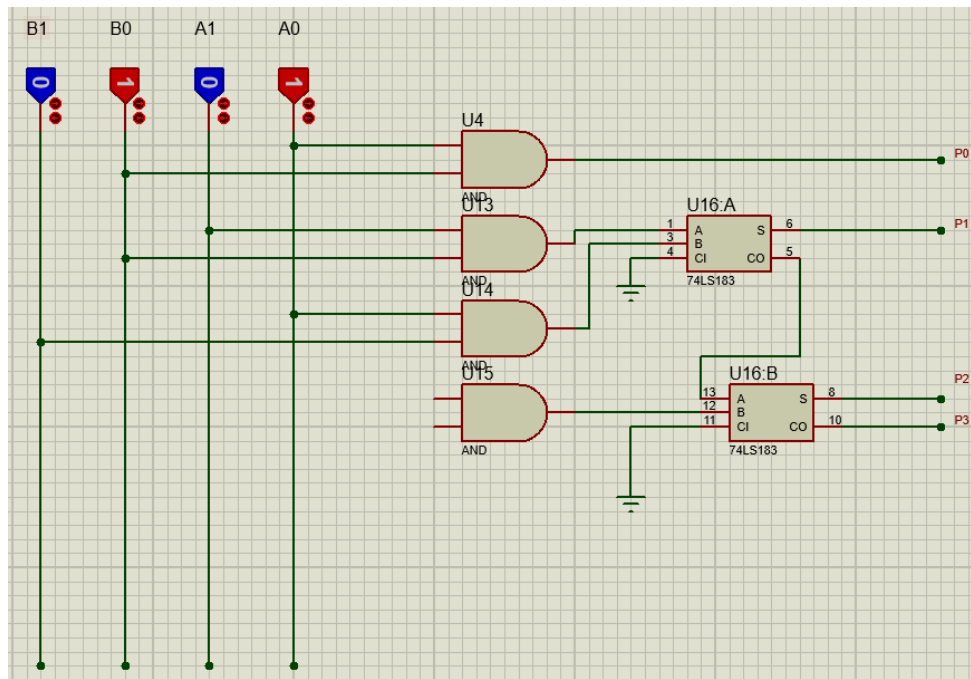 B1 B0 A1 A0
0 1 0 1
U4
P0
AND
U13
U16:A
1 A S 6
P1
3 B
4 CI CO 5
AND
U14
74LS183
AND
U15
U16:B
P2
13 A S 8
12 B
11 CI CO 10
P3
AND
74LS183